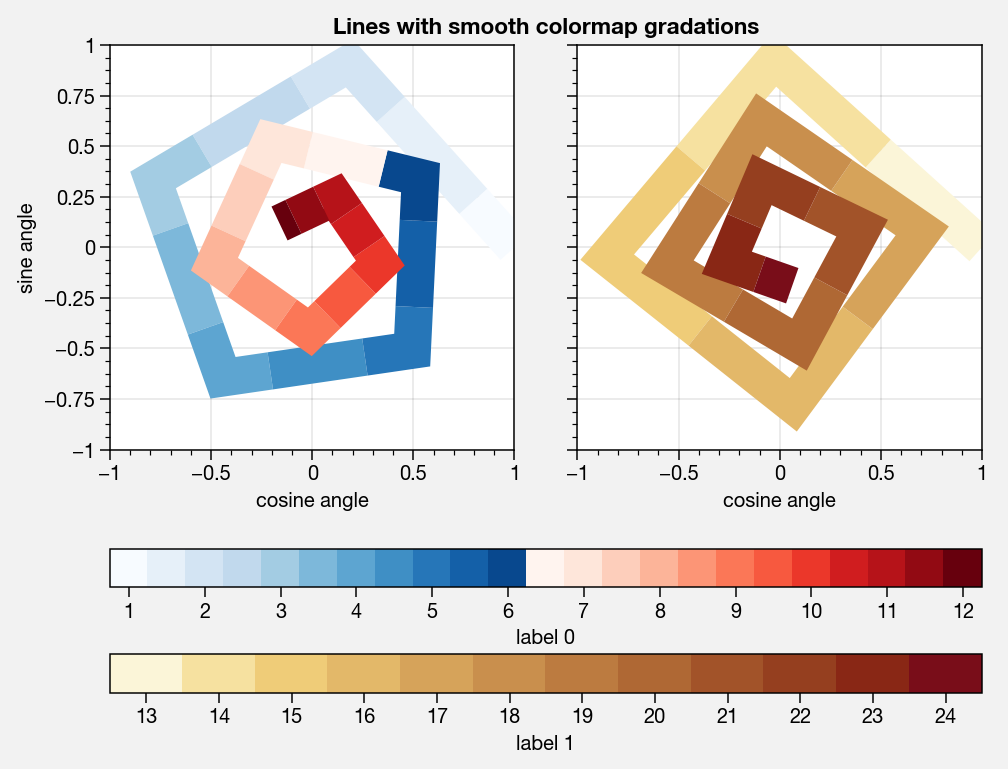 Lines with smooth colormap gradations
1
0.75
0.5
0.25
0
−0.25
−0.5
−0.75
−1
sine angle
−1 −0.5 0 0.5 1
cosine angle
−1 −0.5 0 0.5 1
cosine angle
1 2 3 4 5 6 7 8 9 10 11 12
label 0
13 14 15 16 17 18 19 20 21 22 23 24
label 1